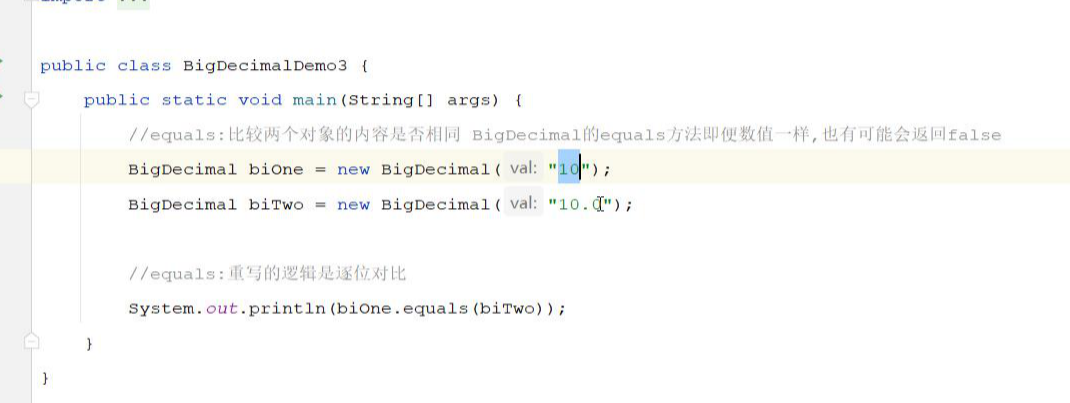 public class BigDecimalDemo3 {
public static void main(String[] args) {
//equals:比较两个对象的内容是否相同 BigDecimal的equals方法即便数值一样,也有可能会返回false
BigDecimal biOne = new BigDecimal( val: "10");
BigDecimal biTwo = new BigDecimal( val: "10.0");
//equals:重写的逻辑是逐位对比
System.out.println(biOne.equals(biTwo));
}
}